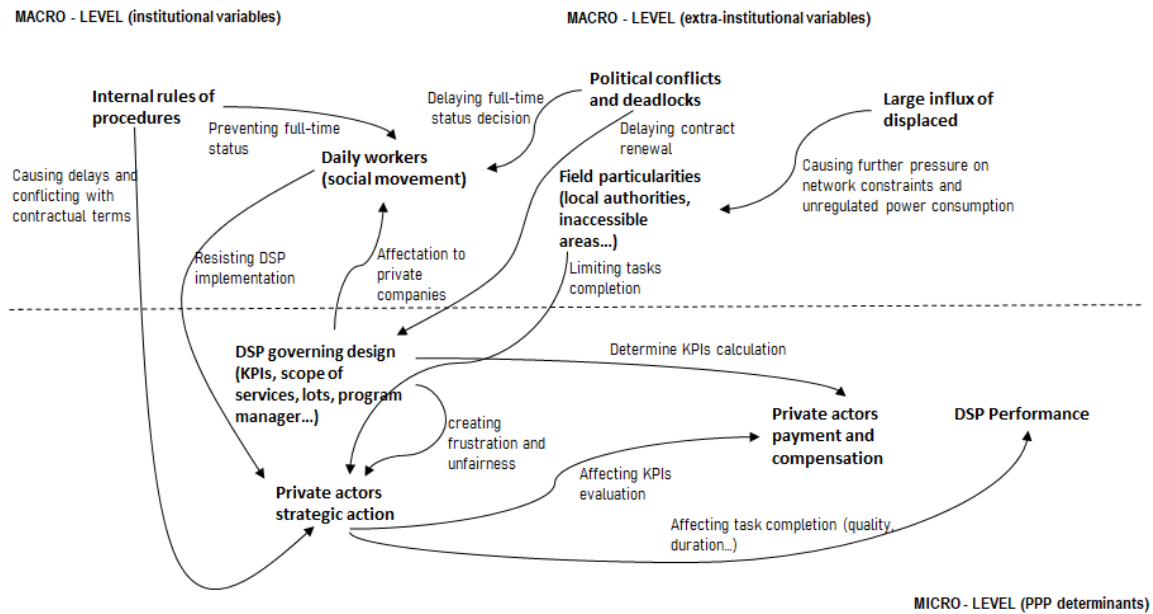 MACRO - LEVEL (institutional variables)
MACRO - LEVEL (extra-institutional variables)
Internal rules of
procedures
Preventing full-time
status
Causing delays and
conflicting with
contractual terms
Daily workers
(social movement)
Delaying full-time
status decision
Political conflicts
and deadlocks
Delaying contract
renewal
Large influx of
displaced
Causing further pressure on
network constraints and
unregulated power consumption
Field particularities
(local authorities,
inaccessible
areas...)
Resisting DSP
implementation
Affectation to
private
companies
Limiting tasks
completion
DSP governing design
(KPIs, scope of
services, lots, program
manager...)
Determine KPIs calculation
creating
frustration and
unfairness
Private actors
payment and
compensation
DSP Performance
Affecting KPIs
evaluation
Private actors
strategic action
Affecting task completion (quality,
duration...)
MICRO - LEVEL (PPP determinants)